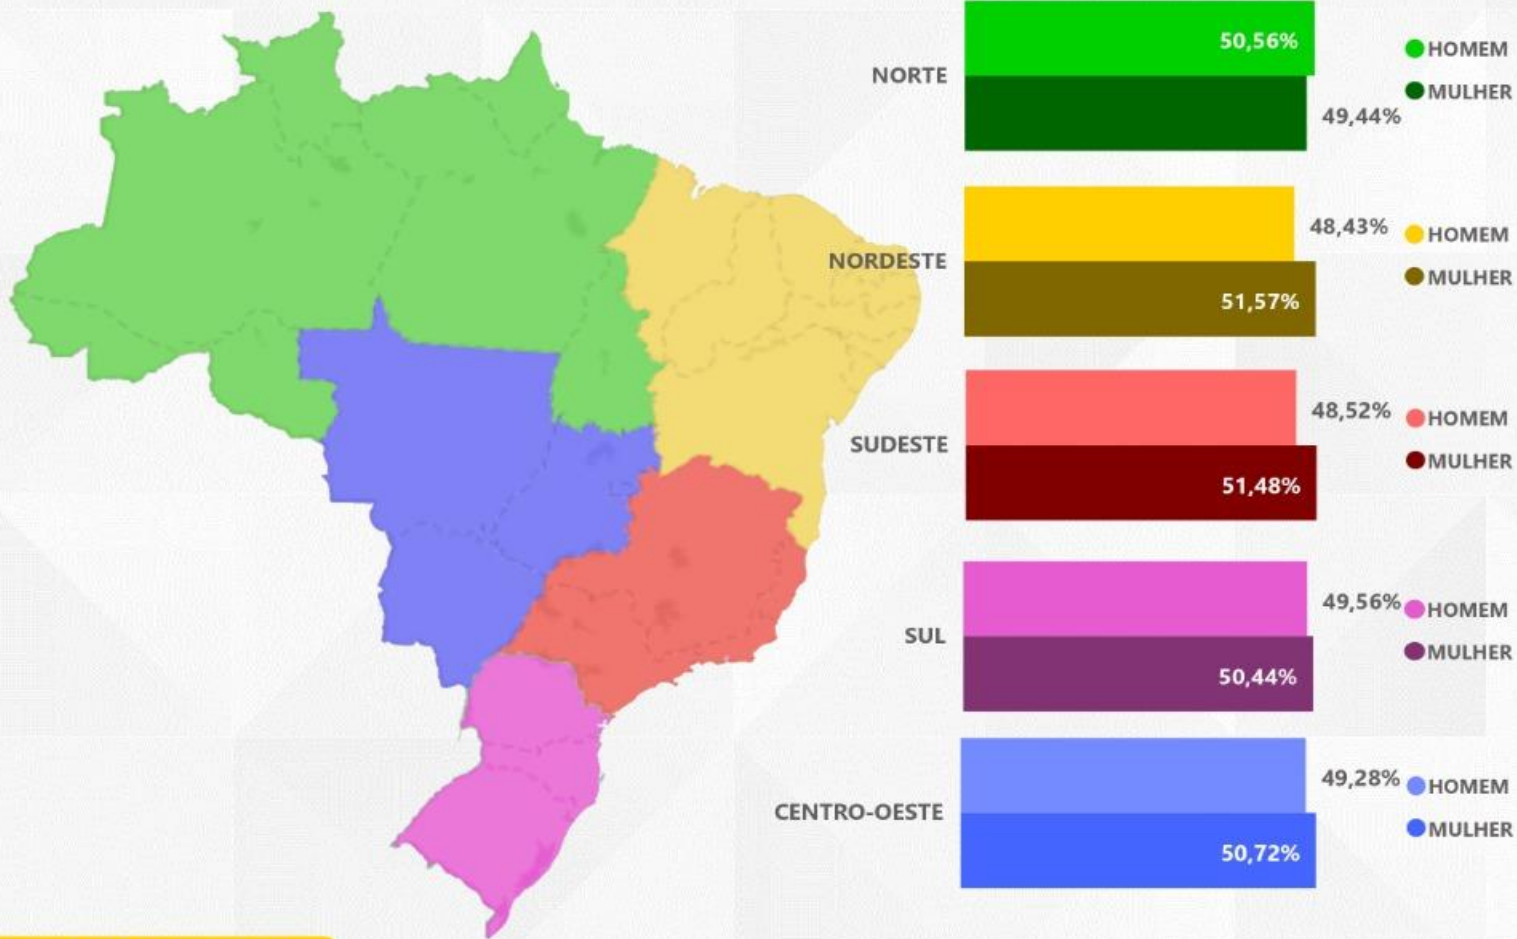 NORTE
50,56%
49,44%
HOMEM
MULHER
NORDESTE
48,43%
51,57%
HOMEM
MULHER
SUDESTE
48,52%
51,48%
HOMEM
MULHER
SUL
49,56%
50,44%
HOMEM
MULHER
CENTRO-OESTE
49,28%
50,72%
HOMEM
MULHER